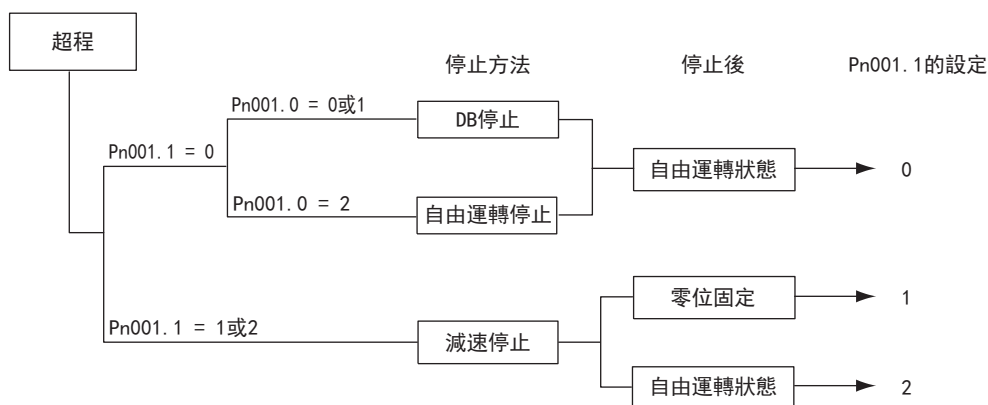 超程
停止方法
停止後
Pn001.1的設定
Pn001.0 = 0或1
DB停止
Pn001.1 = 0
自由運轉狀態
0
Pn001.0 = 2
自由運轉停止
零位固定
1
Pn001.1 = 1或2
減速停止
自由運轉狀態
2